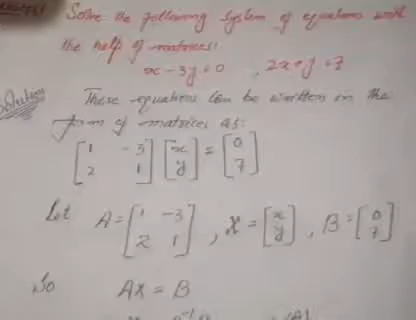 Solve the following system of equations with
the help of matrices:
x - 3y = 0 , 2x + y = 7
Solution These equations can be written in the
form of matrices as:
[1 -3
2 1] [x
y] = [0
7]
Let A = [1 -3
2 1], X = [x
y], B = [0
7]
So AX = B